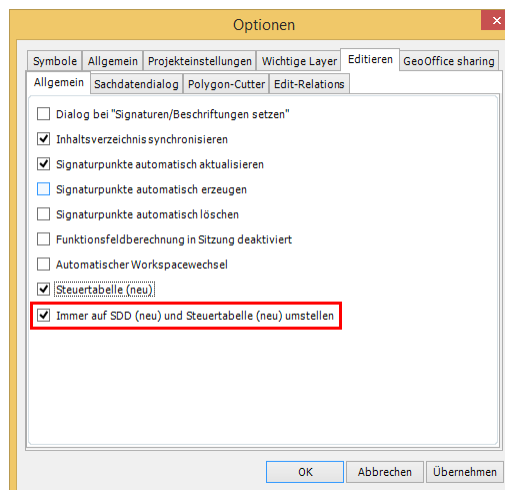 Optionen
Symbole Allgemein Projekteinstellungen Wichtige Layer Editieren GeoOffice sharing
Allgemein Sachdatendialog Polygon-Cutter Edit-Relations
Dialog bei "Signaturen/Beschriftungen setzen"
Inhaltsverzeichnis synchronisieren
Signaturpunkte automatisch aktualisieren
Signaturpunkte automatisch erzeugen
Signaturpunkte automatisch löschen
Funktionsfeldberechnung in Sitzung deaktiviert
Automatischer Workspacewechsel
Steuertabelle (neu)
Immer auf SDD (neu) und Steuertabelle (neu) umstellen
OK Abbrechen Übernehmen